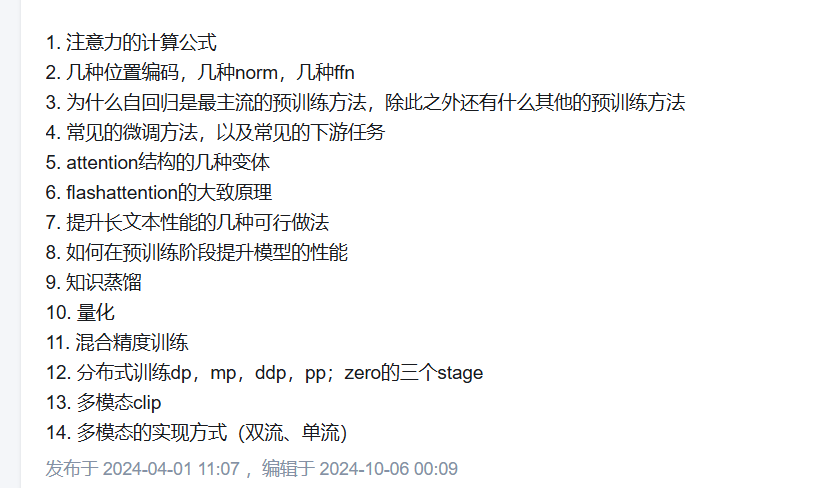 1. 注意力的计算公式
2. 几种位置编码，几种norm，几种ffn
3. 为什么自回归是最主流的预训练方法，除此之外还有什么其他的预训练方法
4. 常见的微调方法，以及常见的下游任务
5. attention结构的几种变体
6. flashattention的大致原理
7. 提升长文本性能的几种可行做法
8. 如何在预训练阶段提升模型的性能
9. 知识蒸馏
10. 量化
11. 混合精度训练
12. 分布式训练dp，mp，ddp，pp；zero的三个stage
13. 多模态clip
14. 多模态的实现方式（双流、单流）
发布于 2024-04-01 11:07 ，编辑于 2024-10-06 00:09